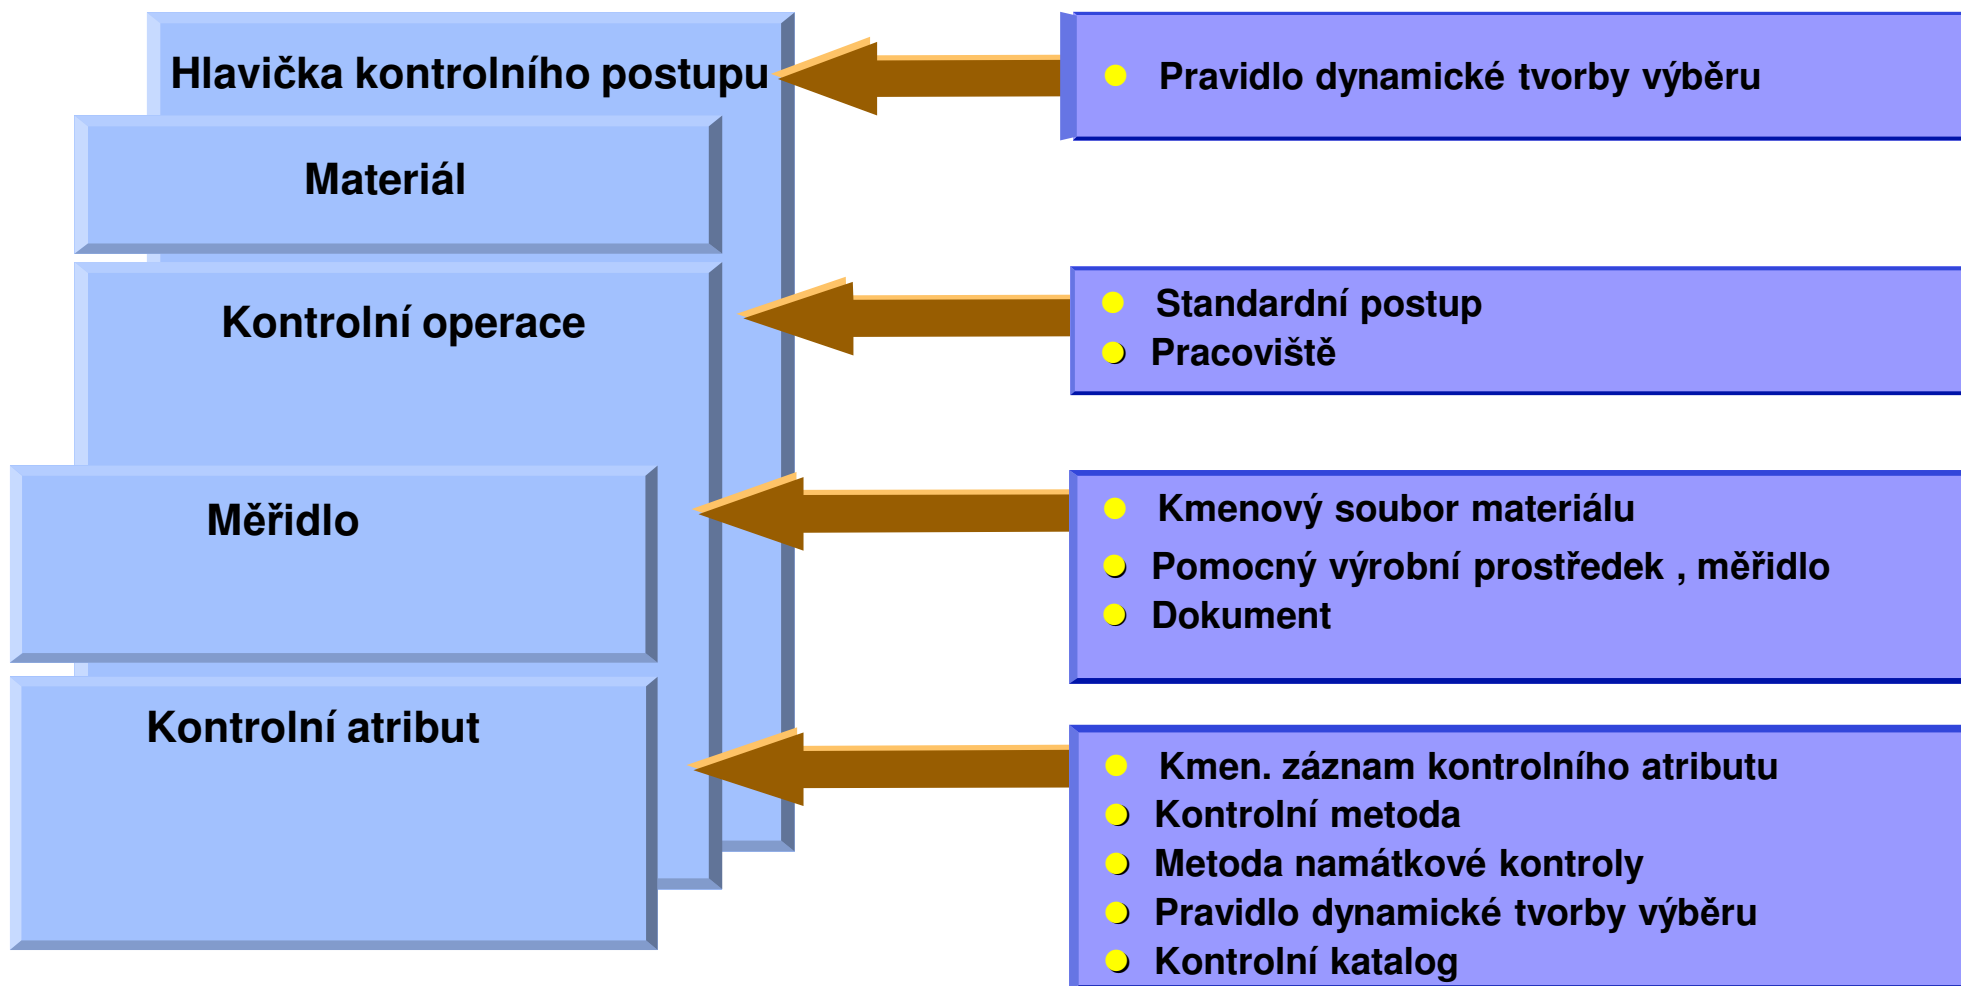 Hlavička kontrolního postupu
Pravidlo dynamické tvorby výběru
Materiál
Kontrolní operace
Standardní postup
Pracoviště
Měřidlo
Kmenový soubor materiálu
Pomocný výrobní prostředek , měřidlo
Dokument
Kontrolní atribut
Kmen. záznam kontrolního atributu
Kontrolní metoda
Metoda namátkové kontroly
Pravidlo dynamické tvorby výběru
Kontrolní katalog